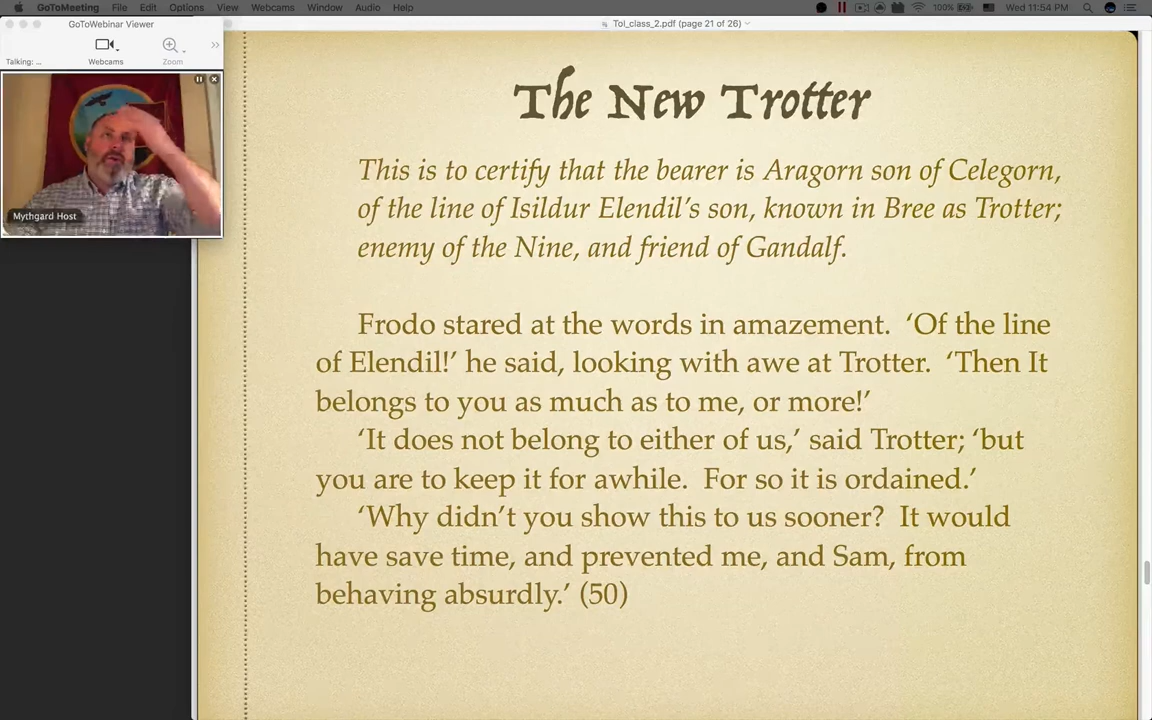 GoToMeeting File Edit Options View Webcams Window Audio Help 100% Wed 11:54 PM
GoToWebinar Viewer
Tol_class_2.pdf (page 21 of 26)
Talking: ...
Webcams
Zoom
Mythgard Host
The New Trotter
This is to certify that the bearer is Aragorn son of Celegorn,
of the line of Isildur Elendil's son, known in Bree as Trotter;
enemy of the Nine, and friend of Gandalf.
Frodo stared at the words in amazement. 'Of the line
of Elendil!' he said, looking with awe at Trotter. 'Then It
belongs to you as much as to me, or more!'
'It does not belong to either of us,' said Trotter; 'but
you are to keep it for awhile. For so it is ordained.'
'Why didn't you show this to us sooner? It would
have save time, and prevented me, and Sam, from
behaving absurdly.' (50)